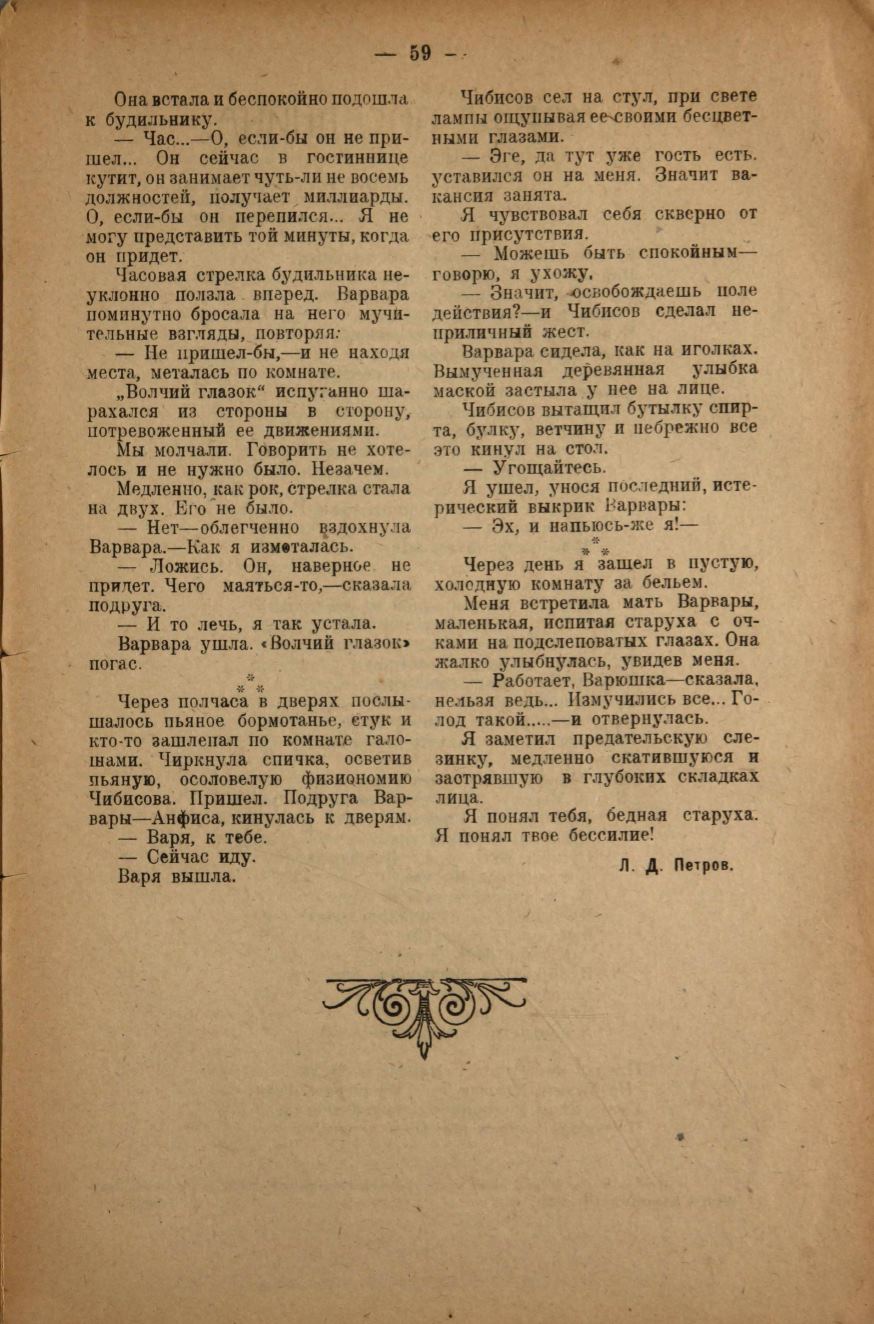 — 59 —
Она встала и беспокойно подошла
к будильнику.
— Час...—О, если-бы он не при-
шел... Он сейчас в гостиннице
кутит, он занимает чуть-ли не восемь
должностей, получает миллиарды.
О, если-бы он перепился... Я не
могу представить той минуты, когда
он придет.
Часовая стрелка будильника не-
уклонно ползла вперед. Варвара
поминутно бросала на него мучи-
тельные взгляды, повторяя:
— Не пришел-бы,—и не находя
места, металась по комнате.
„Волчий глазок“ испуганно ша-
рахался из стороны в сторону,
потревоженный ее движениями.
Мы молчали. Говорить не хоте-
лось и не нужно было. Незачем.
Медленно, как рок, стрелка стала
на двух. Его не было.
— Нет—облегченно вздохнула
Варвара.—Как я изметалась.
— Ложись. Он, наверное не
придет. Чего маяться-то,—сказала
подруга.
— И то лечь, я так устала.
Варвара ушла. «Волчий глазок»
погас.
*
* *
Через полчаса в дверях послы-
шалось пьяное бормотанье, стук и
кто-то зашлепал по комнате гало-
шами. Чиркнула спичка, осветив
пьяную, осоловелую физиономию
Чибисова. Пришел. Подруга Вар-
вары—Анфиса, кинулась к дверям.
— Варя, к тебе.
— Сейчас иду.
Варя вышла.
Чибисов сел на стул, при свете
лампы ощупывая ее своими бесцвет-
ными глазами.
— Эге, да тут уже гость есть.
уставился он на меня. Значит ва-
кансия занята.
Я чувствовал себя скверно от
его присутствия.
— Можешь быть спокойным—
говорю, я ухожу.
— Значит, освобождаешь поле
действия?—и Чибисов сделал не-
приличный жест.
Варвара сидела, как на иголках.
Вымученная деревянная улыбка
маской застыла у нее на лице.
Чибисов вытащил бутылку спир-
та, булку, ветчину и небрежно все
это кинул на стол.
— Угощайтесь.
Я ушел, унося последний, исте-
рический выкрик Варвары:
— Эх, и напьюсь-же я!—
*
* *
Через день я зашел в пустую,
холодную комнату за бельем.
Меня встретила мать Варвары,
маленькая, испитая старуха с оч-
ками на подслеповатых глазах. Она
жалко улыбнулась, увидев меня.
— Работает, Варюшка—сказала,
нельзя ведь... Измучились все... Го-
лод такой.....—и отвернулась.
Я заметил предательскую сле-
зинку, медленно скатившуюся и
застрявшую в глубоких складках
лица.
Я понял тебя, бедная старуха.
Я понял твое бессилие!
Л. Д. Петров.